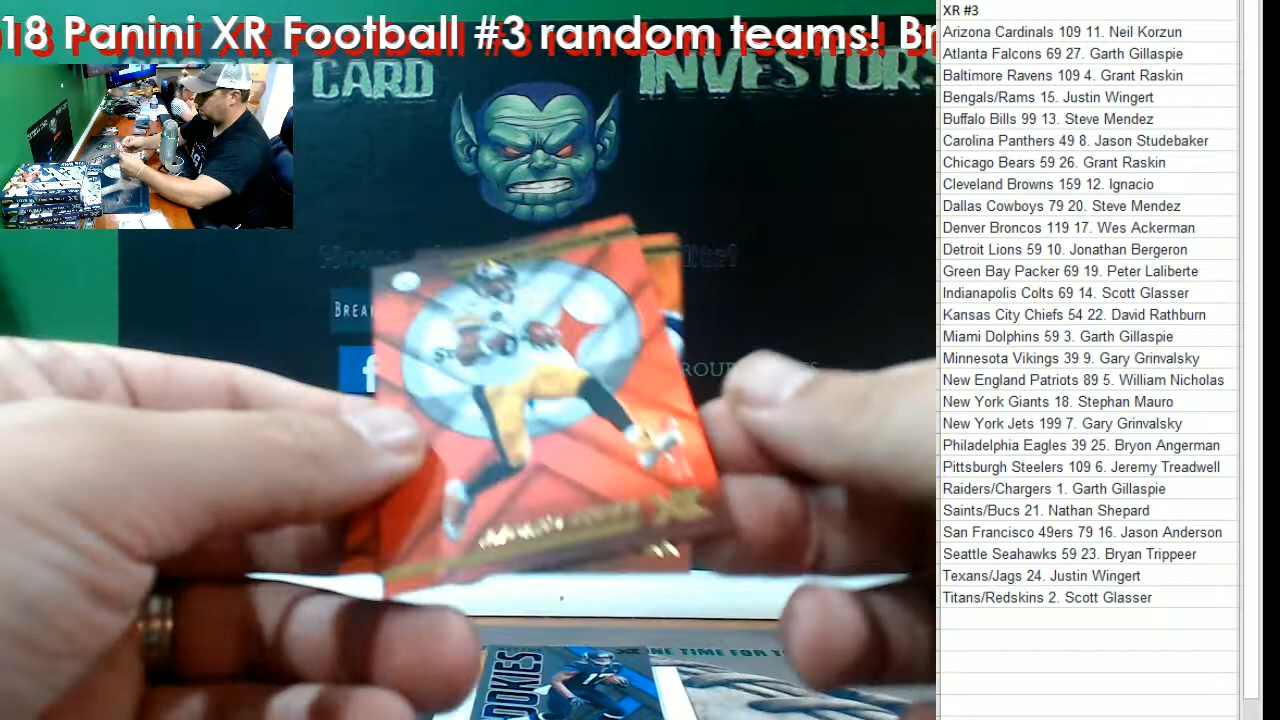 18 Panini XR Football #3 random teams! Br
CARD INVESTORS
BREA
f
ROUP
OOKIES
XR
NE TIME FOR T
XR #3
Arizona Cardinals 109 11. Neil Korzun
Atlanta Falcons 69 27. Garth Gillaspie
Baltimore Ravens 109 4. Grant Raskin
Bengals/Rams 15. Justin Wingert
Buffalo Bills 99 13. Steve Mendez
Carolina Panthers 49 8. Jason Studebaker
Chicago Bears 59 26. Grant Raskin
Cleveland Browns 159 12. Ignacio
Dallas Cowboys 79 20. Steve Mendez
Denver Broncos 119 17. Wes Ackerman
Detroit Lions 59 10. Jonathan Bergeron
Green Bay Packer 69 19. Peter Laliberte
Indianapolis Colts 69 14. Scott Glasser
Kansas City Chiefs 54 22. David Rathburn
Miami Dolphins 59 3. Garth Gillaspie
Minnesota Vikings 39 9. Gary Grinvalsky
New England Patriots 89 5. William Nicholas
New York Giants 18. Stephan Mauro
New York Jets 199 7. Gary Grinvalsky
Philadelphia Eagles 39 25. Bryon Angerman
Pittsburgh Steelers 109 6. Jeremy Treadwell
Raiders/Chargers 1. Garth Gillaspie
Saints/Bucs 21. Nathan Shepard
San Francisco 49ers 79 16. Jason Anderson
Seattle Seahawks 59 23. Bryan Trippeer
Texans/Jags 24. Justin Wingert
Titans/Redskins 2. Scott Glasser